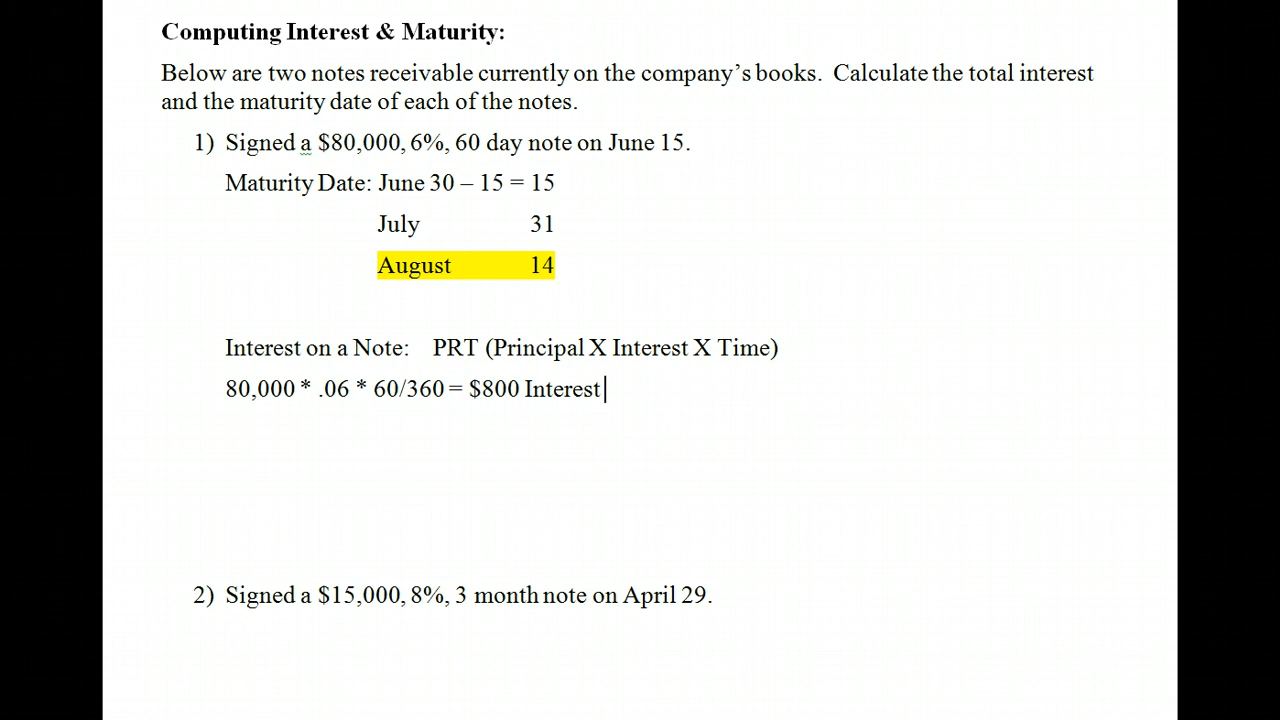 Computing Interest & Maturity:
Below are two notes receivable currently on the company's books. Calculate the total interest
and the maturity date of each of the notes.
1) Signed a $80,000, 6%, 60 day note on June 15.
Maturity Date: June 30 – 15 = 15
July 31
August 14
Interest on a Note: PRT (Principal X Interest X Time)
80,000 * .06 * 60/360 = $800 Interest
2) Signed a $15,000, 8%, 3 month note on April 29.